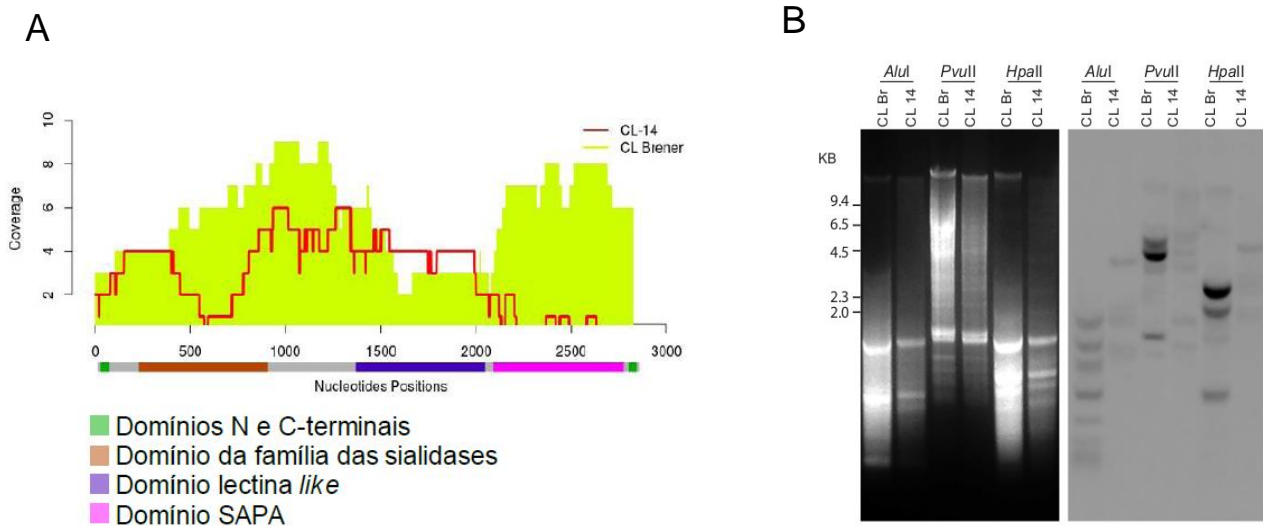 A
10
8
6
4
2
Coverage
CL-14
CL Brener
0 500 1000 1500 2000 2500 3000
Nucleotides Positions
Domínios N e C-terminais
Domínio da família das sialidases
Domínio lectina like
Domínio SAPA
B
AluI PvuII HpaII AluI PvuII HpaII
CL Br CL 14 CL Br CL 14 CL Br CL 14 CL Br CL 14 CL Br CL 14 CL Br CL 14
KB
9.4
6.5
4.5
2.3
2.0